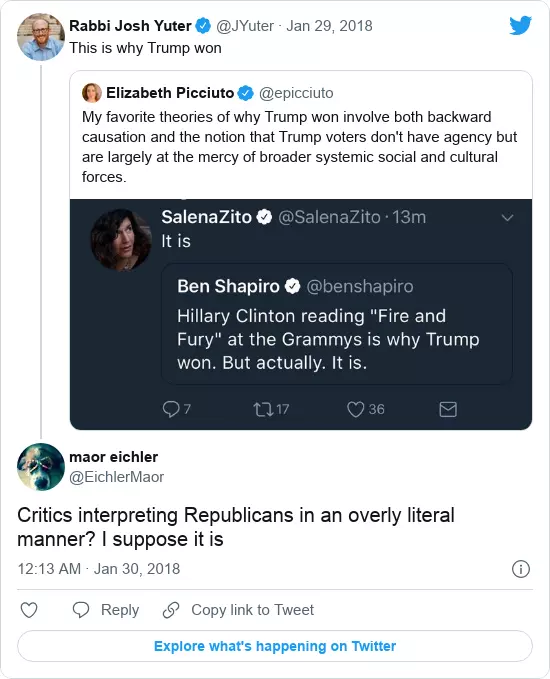 Rabbi Josh Yuter @JYuter · Jan 29, 2018
This is why Trump won
Elizabeth Picciuto @epicciuto
My favorite theories of why Trump won involve both backward
causation and the notion that Trump voters don't have agency but
are largely at the mercy of broader systemic social and cultural
forces.
SalenaZito @SalenaZito · 13m
It is
Ben Shapiro @benshapiro
Hillary Clinton reading "Fire and
Fury" at the Grammys is why Trump
won. But actually. It is.
7 17 36
maor eichler
@EichlerMaor
Critics interpreting Republicans in an overly literal
manner? I suppose it is
12:13 AM · Jan 30, 2018
Reply Copy link to Tweet
Explore what's happening on Twitter